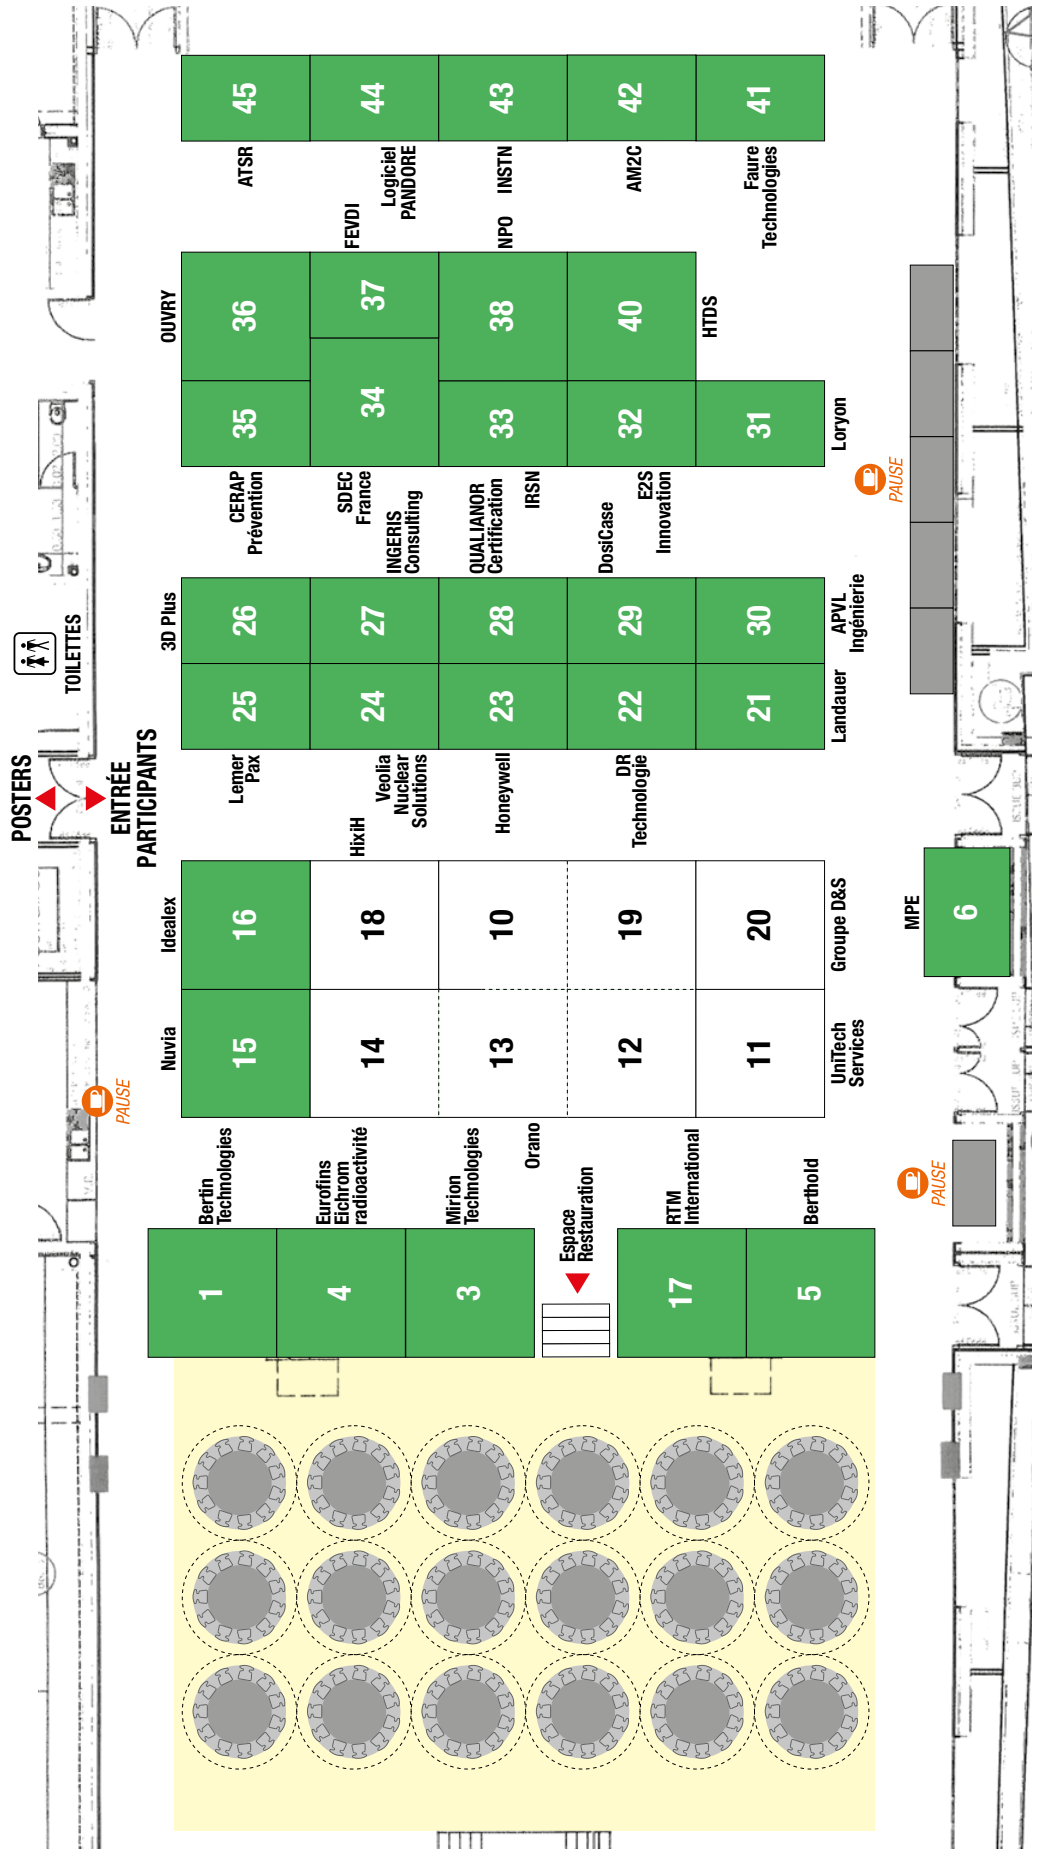 45
44
43
42
41
ATSR
Logiciel
PANDORE
INSTN
AM2C
Faure
Technologies
FEVDI
NPO
OUVRY
36
37
38
40
HTDS
35
34
33
32
31
Loryon
CERAP
Prévention
SDEC
France
INGERIS
Consulting
QUALIANOR
Certification
IRSN
DosiCase
E2S
Innovation
PAUSE
3D Plus
26
27
28
29
30
APVL
Ingénierie
TOILETTES
25
24
23
22
21
Landauer
POSTERS
ENTRÉE
PARTICIPANTS
Lemer
Pax
HixiH
Veolia
Nuclear
Solutions
Honeywell
DR
Technologie
Idealex
16
18
10
19
20
Groupe D&S
MPE
6
Nuvia
15
14
13
12
11
UniTech
Services
PAUSE
Bertin
Technologies
Eurofins
Eichrom
radioactivité
Mirion
Technologies
Orano
Espace
Restauration
RTM
International
Berthold
PAUSE
1
4
3
17
5